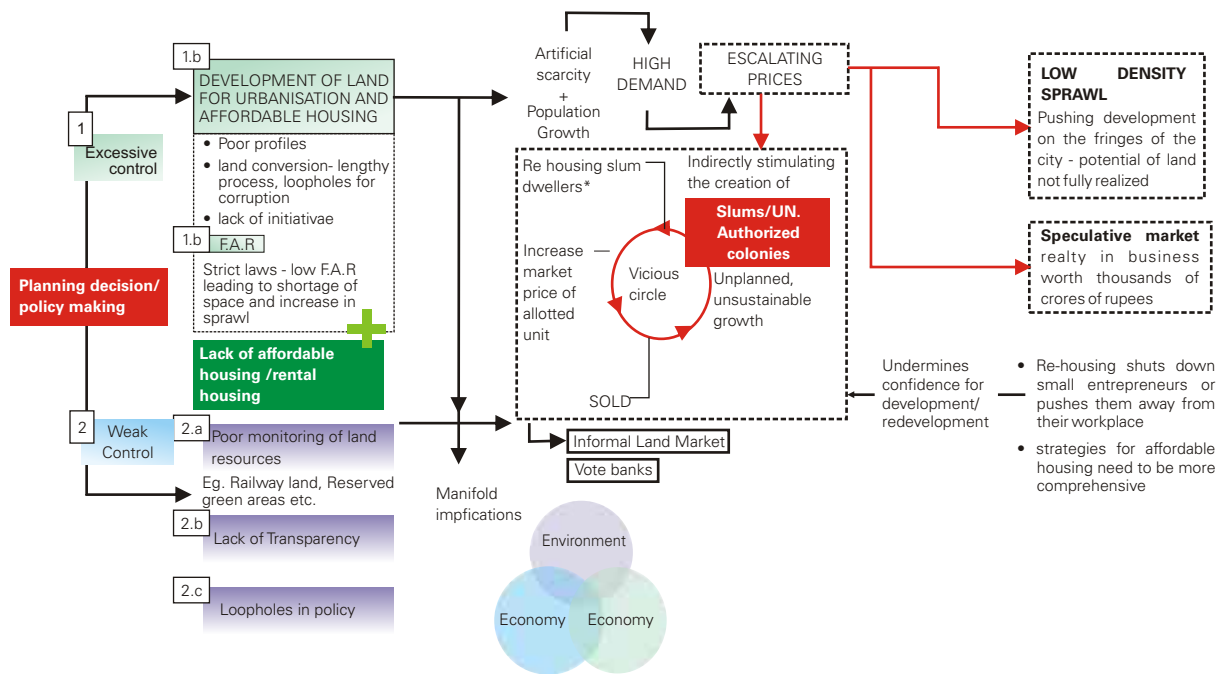 1.b
DEVELOPMENT OF LAND
FOR URBANISATION AND
AFFORDABLE HOUSING
1
Excessive
control
• Poor profiles
• land conversion- lengthy
process, loopholes for
corruption
• lack of initiativae
1.b
F.A.R
Strict laws - low F.A.R
leading to shortage of
space and increase in
sprawl
Planning decision/
policy making
Lack of affordable
housing /rental
housing
2
Weak
Control
2.a
Poor monitoring of land
resources
Eg. Railway land, Reserved
green areas etc.
2.b
Lack of Transparency
2.c
Loopholes in policy
Artificial
scarcity
+
Population
Growth
HIGH
DEMAND
ESCALATING
PRICES
Re housing slum
dwellers*
Indirectly stimulating
the creation of
Slums/UN.
Authorized
colonies
Increase
market
price of
allotted
unit
Vicious
circle
Unplanned,
unsustainable
growth
SOLD
Informal Land Market
Vote banks
Manifold
impfications
Environment
Economy
Economy
LOW DENSITY
SPRAWL
Pushing development
on the fringes of the
city - potential of land
not fully realized
Speculative market
realty in business
worth thousands of
crores of rupees
Undermines
confidence for
development/
redevelopment
• Re-housing shuts down
small entrepreneurs or
pushes them away from
their workplace
• strategies for affordable
housing need to be more
comprehensive